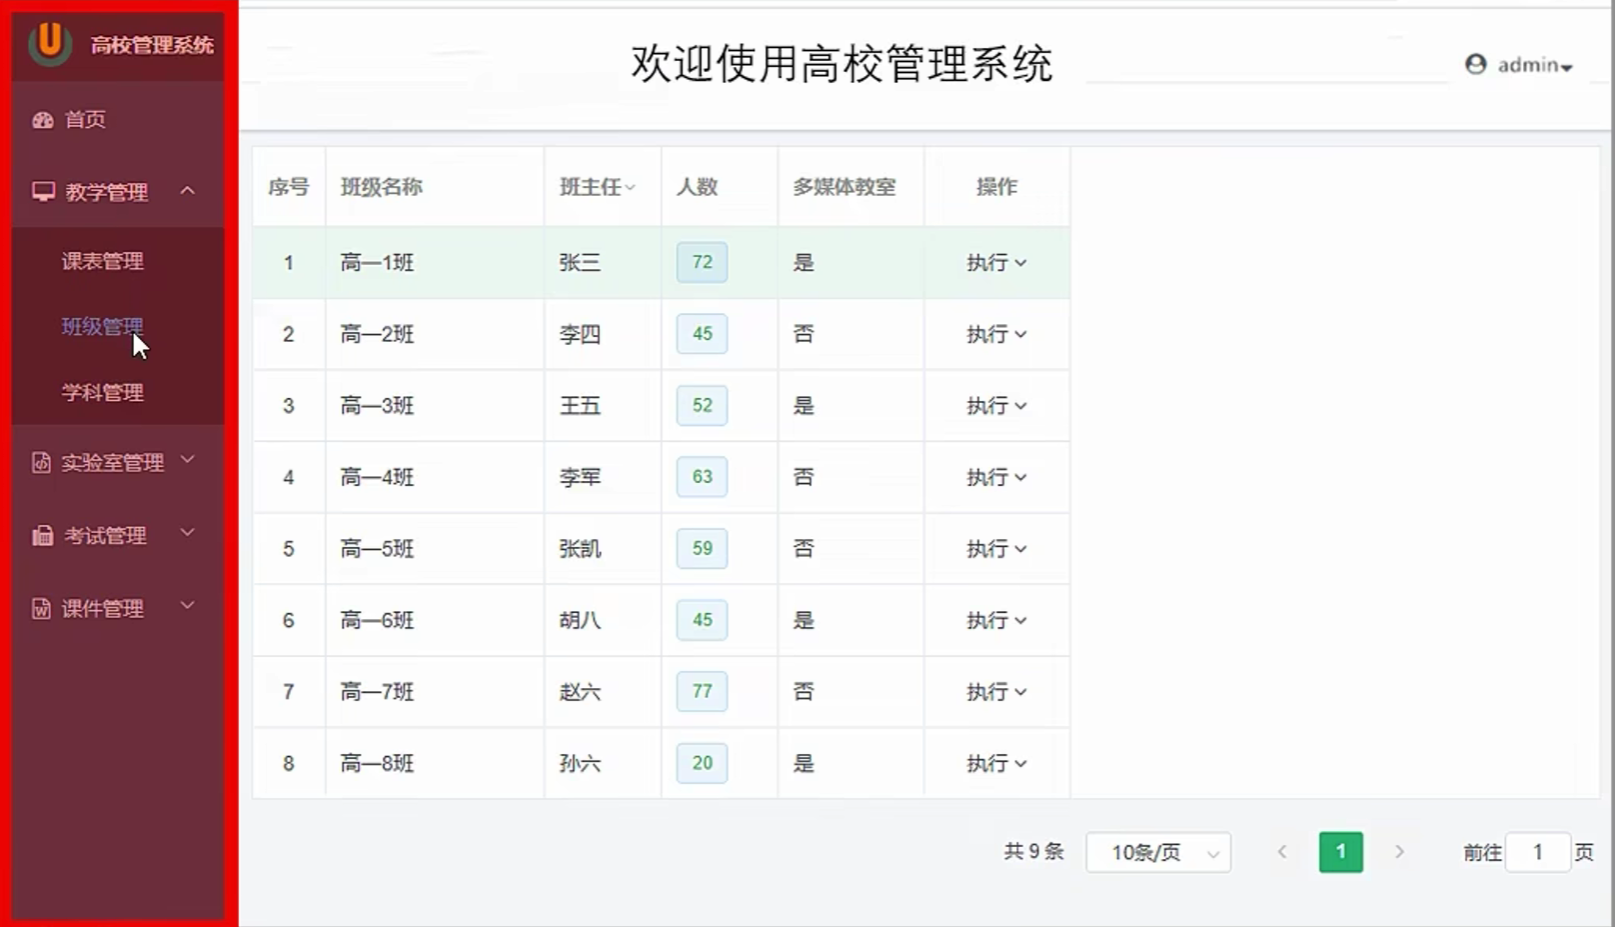 高校管理系统
欢迎使用高校管理系统
admin
首页
教学管理
课表管理
班级管理
学科管理
实验室管理
考试管理
课件管理
序号 班级名称 班主任 人数 多媒体教室 操作
1 高一1班 张三 72 是 执行
2 高一2班 李四 45 否 执行
3 高一3班 王五 52 是 执行
4 高一4班 李军 63 否 执行
5 高一5班 张凯 59 否 执行
6 高一6班 胡八 45 是 执行
7 高一7班 赵六 77 否 执行
8 高一8班 孙六 20 是 执行
共 9 条 10条/页 1 前往 1 页